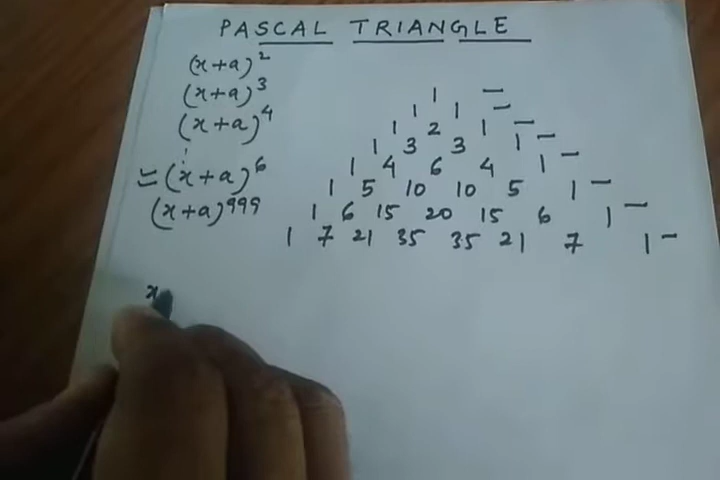 PASCAL TRIANGLE
(x+a)²
(x+a)³
(x+a)⁴
=(x+a)⁶
(x+a)⁹⁹⁹
1 –
1 1 –
1 2 1 –
1 3 3 1 –
1 4 6 4 1 –
1 5 10 10 5 1 –
1 6 15 20 15 6 1 –
1 7 21 35 35 21 7 1 –
x